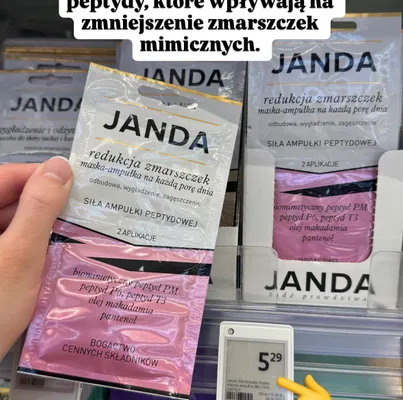 peptydy, które wpływają na
zmniejszenie zmarszczek
mimicznych.
JANDA
redukcja zmarszczek
maska-ampułka na każdą porę dnia
odbudowa, wygładzenie, zagęszczenie
SIŁA AMPUŁKI PEPTYDOWEJ
2 APLIKACJE
biomimetyczny peptyd PM
peptyd P6, peptyd T3
olej makadamia
pantenol
BOGACTWO
CENNYCH SKŁADNIKÓW
JANDA
redukcja zmarszczek
maska-ampułka na każdą porę dnia
odbudowa, wygładzenie, zagęszczenie
SIŁA AMPUŁKI PEPTYDOWEJ
2 APLIKACJE
biomimetyczny peptyd PM
peptyd P6, peptyd T3
olej makadamia
pantenol
JANDA
bądź prawdziwa
5 29